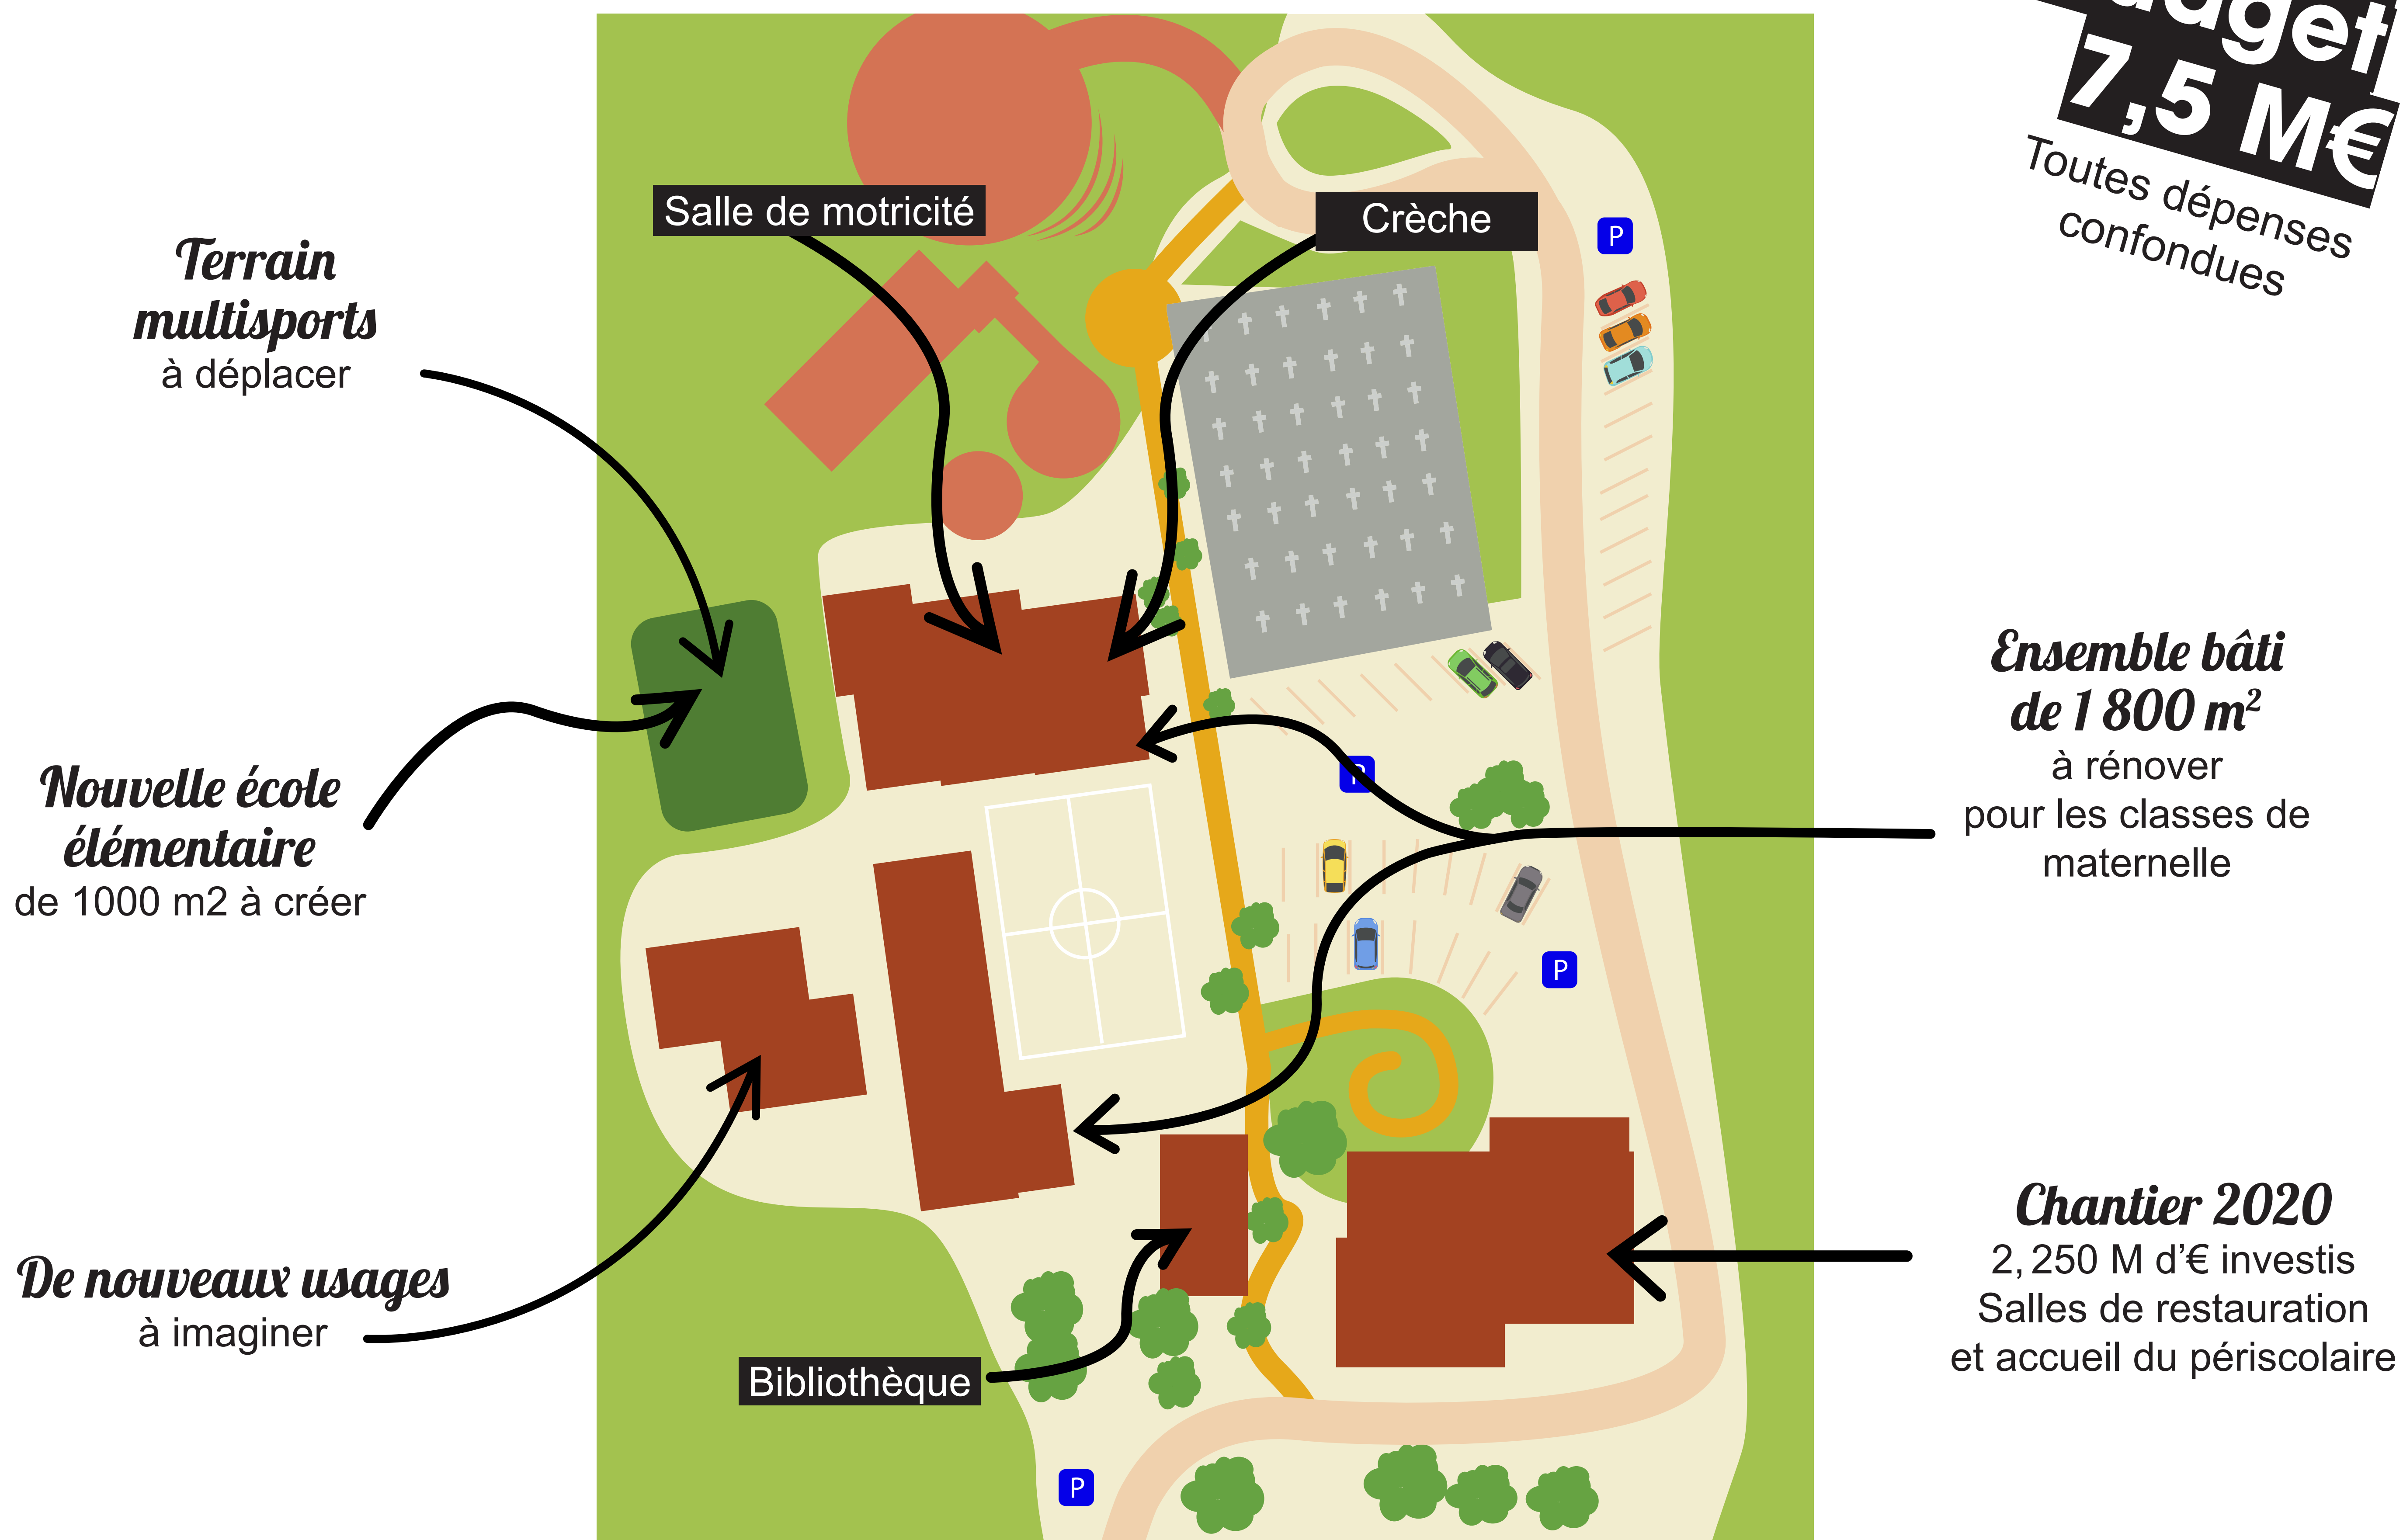 7,5 M€
Toutes dépenses
confondues
Salle de motricité
Crèche
P
Terrain
multisports
à déplacer
Ensemble bâti
de 1 800 m²
à rénover
pour les classes de
maternelle
P
Nouvelle école
élémentaire
de 1000 m2 à créer
P
Chantier 2020
2, 250 M d'€ investis
Salles de restauration
et accueil du périscolaire
De nouveaux usages
à imaginer
Bibliothèque
P